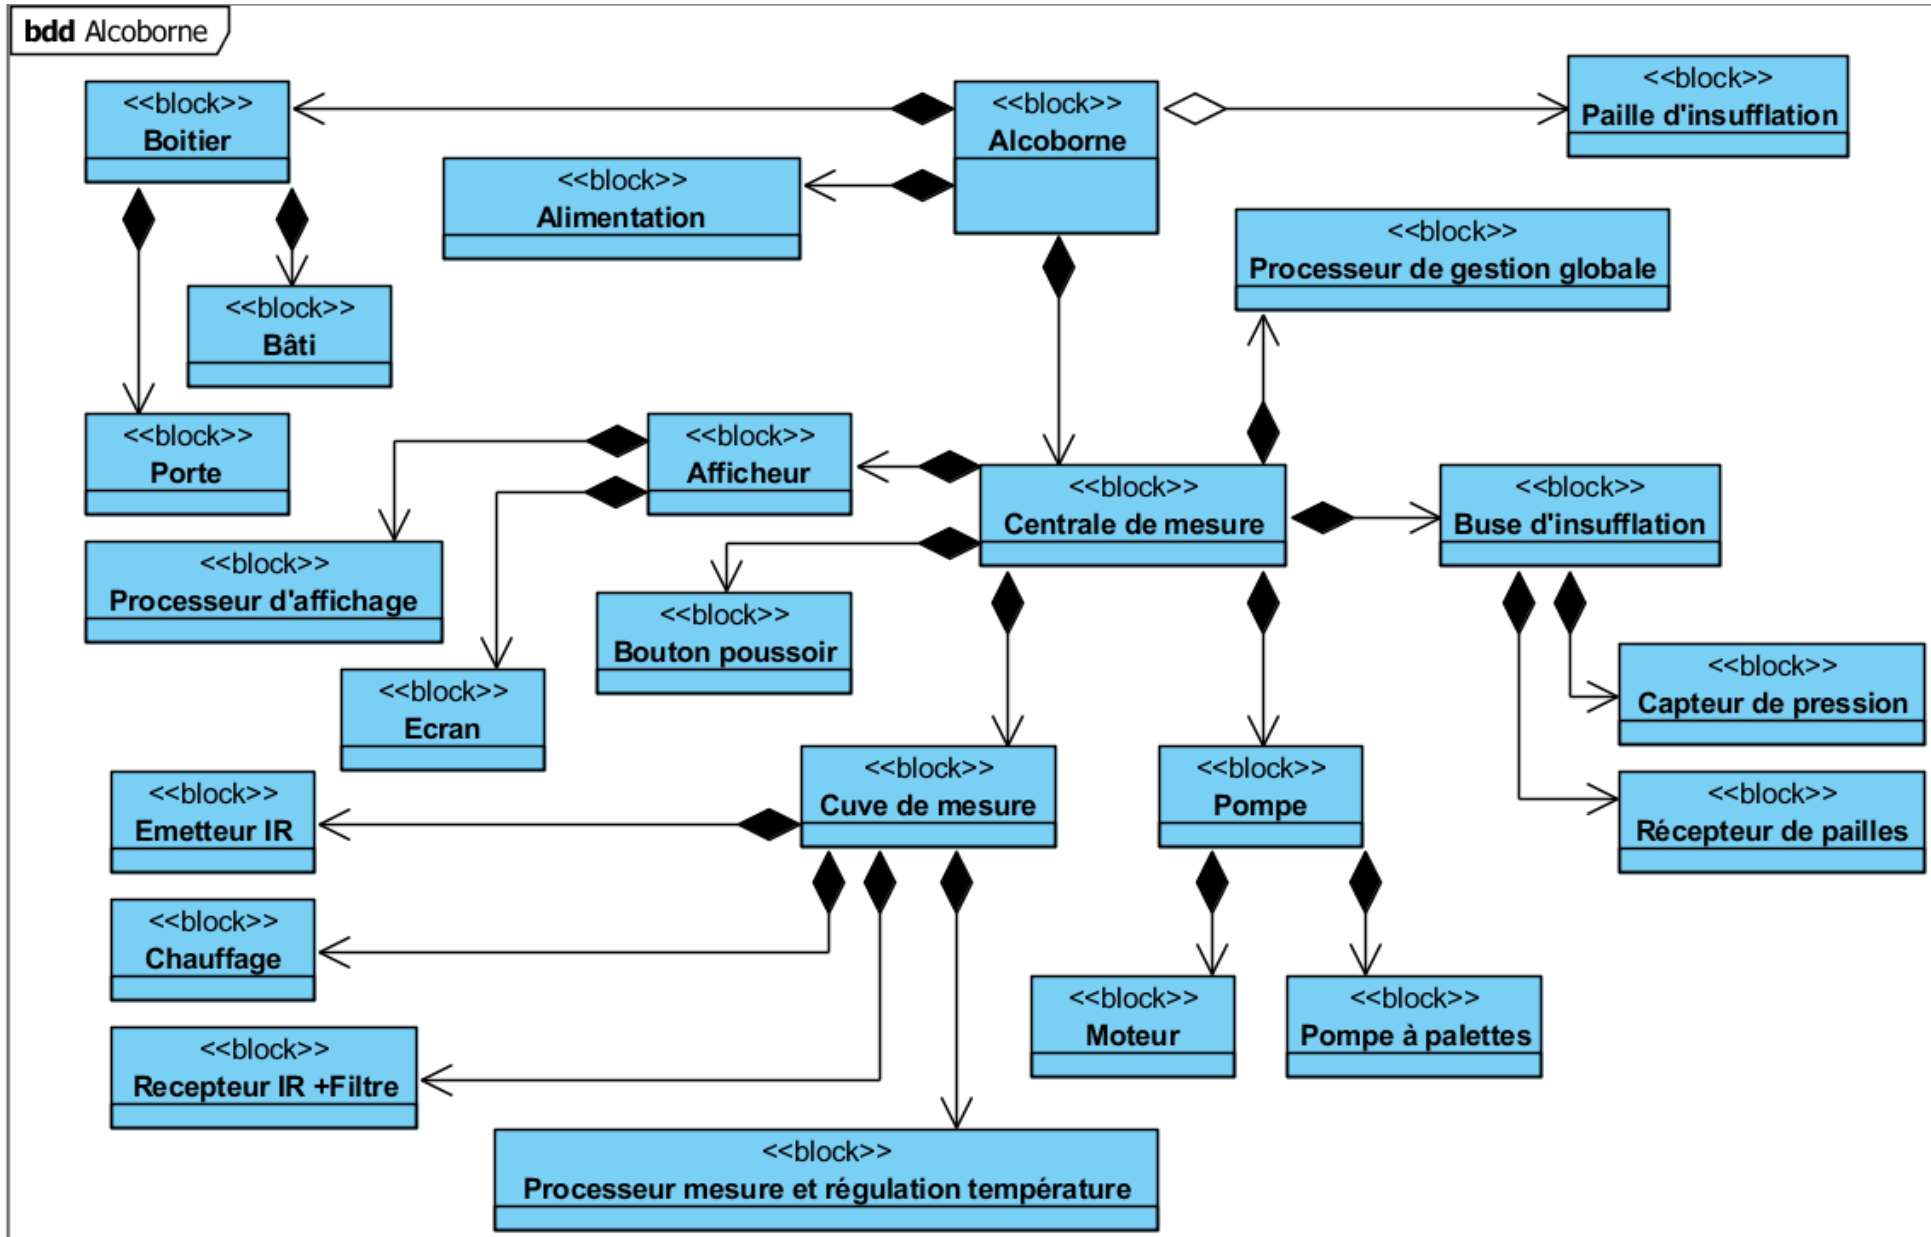 bdd Alcoborne
<<block>>
Boitier
<<block>>
Alcoborne
<<block>>
Paille d'insufflation
<<block>>
Alimentation
<<block>>
Processeur de gestion globale
<<block>>
Bâti
<<block>>
Porte
<<block>>
Afficheur
<<block>>
Centrale de mesure
<<block>>
Buse d'insufflation
<<block>>
Processeur d'affichage
<<block>>
Bouton poussoir
<<block>>
Capteur de pression
<<block>>
Ecran
<<block>>
Cuve de mesure
<<block>>
Pompe
<<block>>
Récepteur de pailles
<<block>>
Emetteur IR
<<block>>
Chauffage
<<block>>
Moteur
<<block>>
Pompe à palettes
<<block>>
Recepteur IR +Filtre
<<block>>
Processeur mesure et régulation température